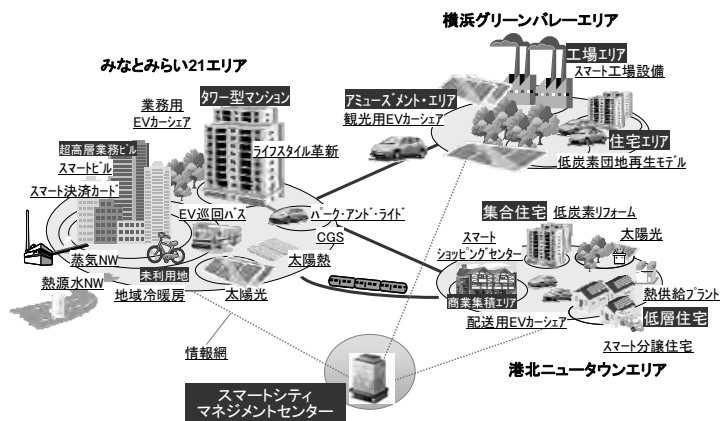 横浜グリーンバレーエリア
工場エリア
スマート工場設備
アミューズメント・エリア
観光用EVカーシェア
住宅エリア
低炭素団地再生モデル
みなとみらい21エリア
業務用
EVカーシェア
タワー型マンション
超高層業務ビル
スマートビル
スマート決済カード
ライフスタイル革新
EV巡回バス
パーク・アンド・ライド
CGS
蒸気NW
未利用地
太陽熱
熱源水NW
地域冷暖房
太陽光
情報網
集合住宅
低炭素リフォーム
スマート
ショッピングセンター
太陽光
商業集積エリア
熱供給プラント
配送用EVカーシェア
低層住宅
スマート分譲住宅
港北ニュータウンエリア
スマートシティ
マネジメントセンター